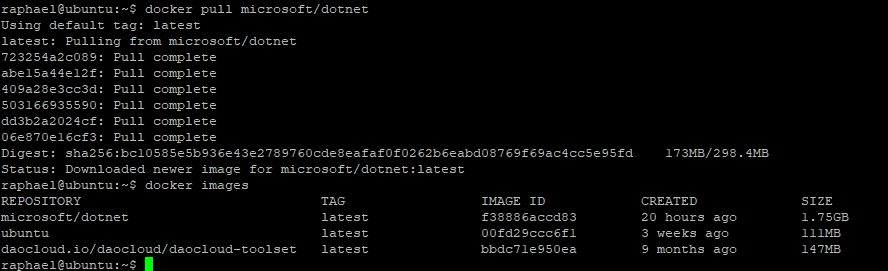 raphael@ubuntu:~$ docker pull microsoft/dotnet
Using default tag: latest
latest: Pulling from microsoft/dotnet
723254a2c089: Pull complete
abe15a44e12f: Pull complete
409a28e3cc3d: Pull complete
503166935590: Pull complete
dd3b2a2024cf: Pull complete
06e870e16cf3: Pull complete
Digest: sha256:bc10585e5b936e43e2789760cde8eafaf0f0262b6eabd08769f69ac4cc5e95fd    173MB/298.4MB
Status: Downloaded newer image for microsoft/dotnet:latest
raphael@ubuntu:~$ docker images
REPOSITORY                              TAG                 IMAGE ID            CREATED             SIZE
microsoft/dotnet                        latest              f38886accd83        20 hours ago        1.75GB
ubuntu                                  latest              00fd29ccc6f1        3 weeks ago         111MB
daocloud.io/daocloud/daocloud-toolset   latest              bbdc71e950ea        9 months ago        147MB
raphael@ubuntu:~$